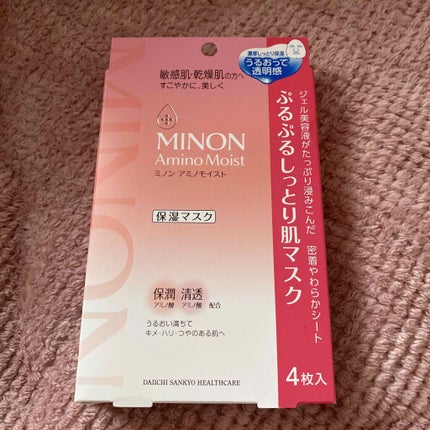 MINON
敏感肌・乾燥肌の方へ
すこやかに、美しく
濃厚しっとり保湿
うるおって
透明感
MINON
Amino Moist
ミノン アミノモイスト
保湿マスク
保潤 清透
アミノ酸 アミノ酸 配合
うるおい満ちて
キメ・ハリ・つやのある肌へ
DAIICHI SANKYO HEALTHCARE
ジェル美容液がたっぷり浸みこんだ 密着やわらかシート
ぷるぷるしっとり肌マスク
4枚入
MINON